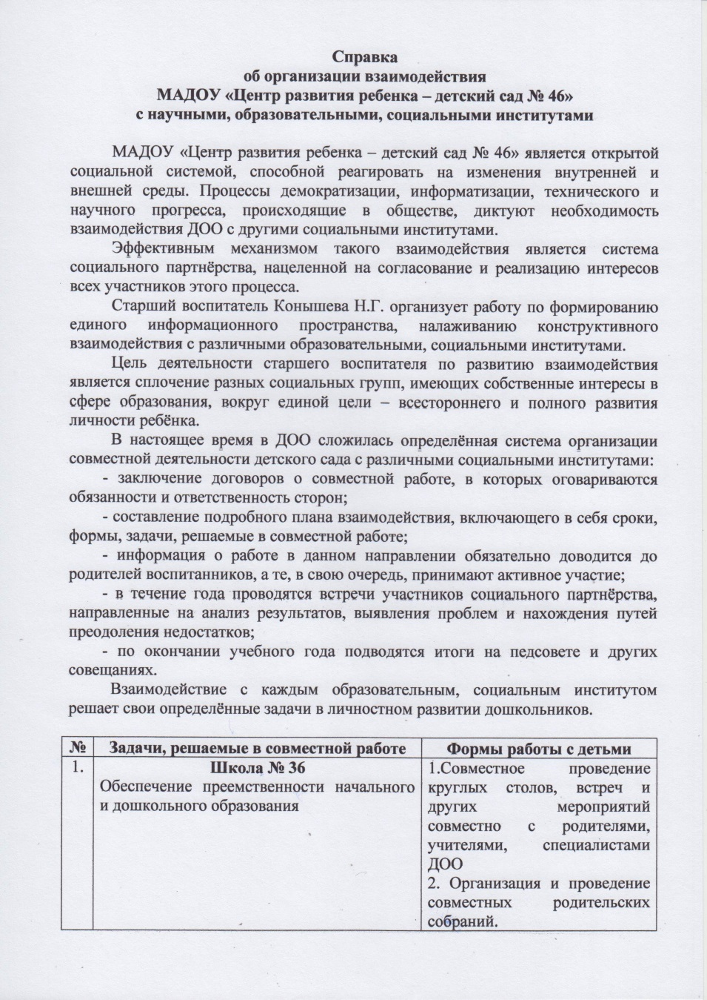 Справка
об организации взаимодействия
МАДОУ «Центр развития ребенка – детский сад № 46»
с научными, образовательными, социальными институтами
МАДОУ «Центр развития ребенка – детский сад № 46» является открытой
социальной системой, способной реагировать на изменения внутренней и
внешней среды. Процессы демократизации, информатизации, технического и
научного прогресса, происходящие в обществе, диктуют необходимость
взаимодействия ДОО с другими социальными институтами.
Эффективным механизмом такого взаимодействия является система
социального партнёрства, нацеленной на согласование и реализацию интересов
всех участников этого процесса.
Старший воспитатель Конышева Н.Г. организует работу по формированию
единого информационного пространства, налаживанию конструктивного
взаимодействия с различными образовательными, социальными институтами.
Цель деятельности старшего воспитателя по развитию взаимодействия
является сплочение разных социальных групп, имеющих собственные интересы в
сфере образования, вокруг единой цели – всестороннего и полного развития
личности ребёнка.
В настоящее время в ДОО сложилась определённая система организации
совместной деятельности детского сада с различными социальными институтами:
- заключение договоров о совместной работе, в которых оговариваются
обязанности и ответственность сторон;
- составление подробного плана взаимодействия, включающего в себя сроки,
формы, задачи, решаемые в совместной работе;
- информация о работе в данном направлении обязательно доводится до
родителей воспитанников, а те, в свою очередь, принимают активное участие;
- в течение года проводятся встречи участников социального партнёрства,
направленные на анализ результатов, выявления проблем и нахождения путей
преодоления недостатков;
- по окончании учебного года подводятся итоги на педсовете и других
совещаниях.
Взаимодействие с каждым образовательным, социальным институтом
решает свои определённые задачи в личностном развитии дошкольников.
№ Задачи, решаемые в совместной работе Формы работы с детьми
1. Школа № 36
Обеспечение преемственности начального
и дошкольного образования
1.Совместное проведение
круглых столов, встреч и
других мероприятий
совместно с родителями,
учителями, специалистами
ДОО
2. Организация и проведение
совместных родительских
собраний.